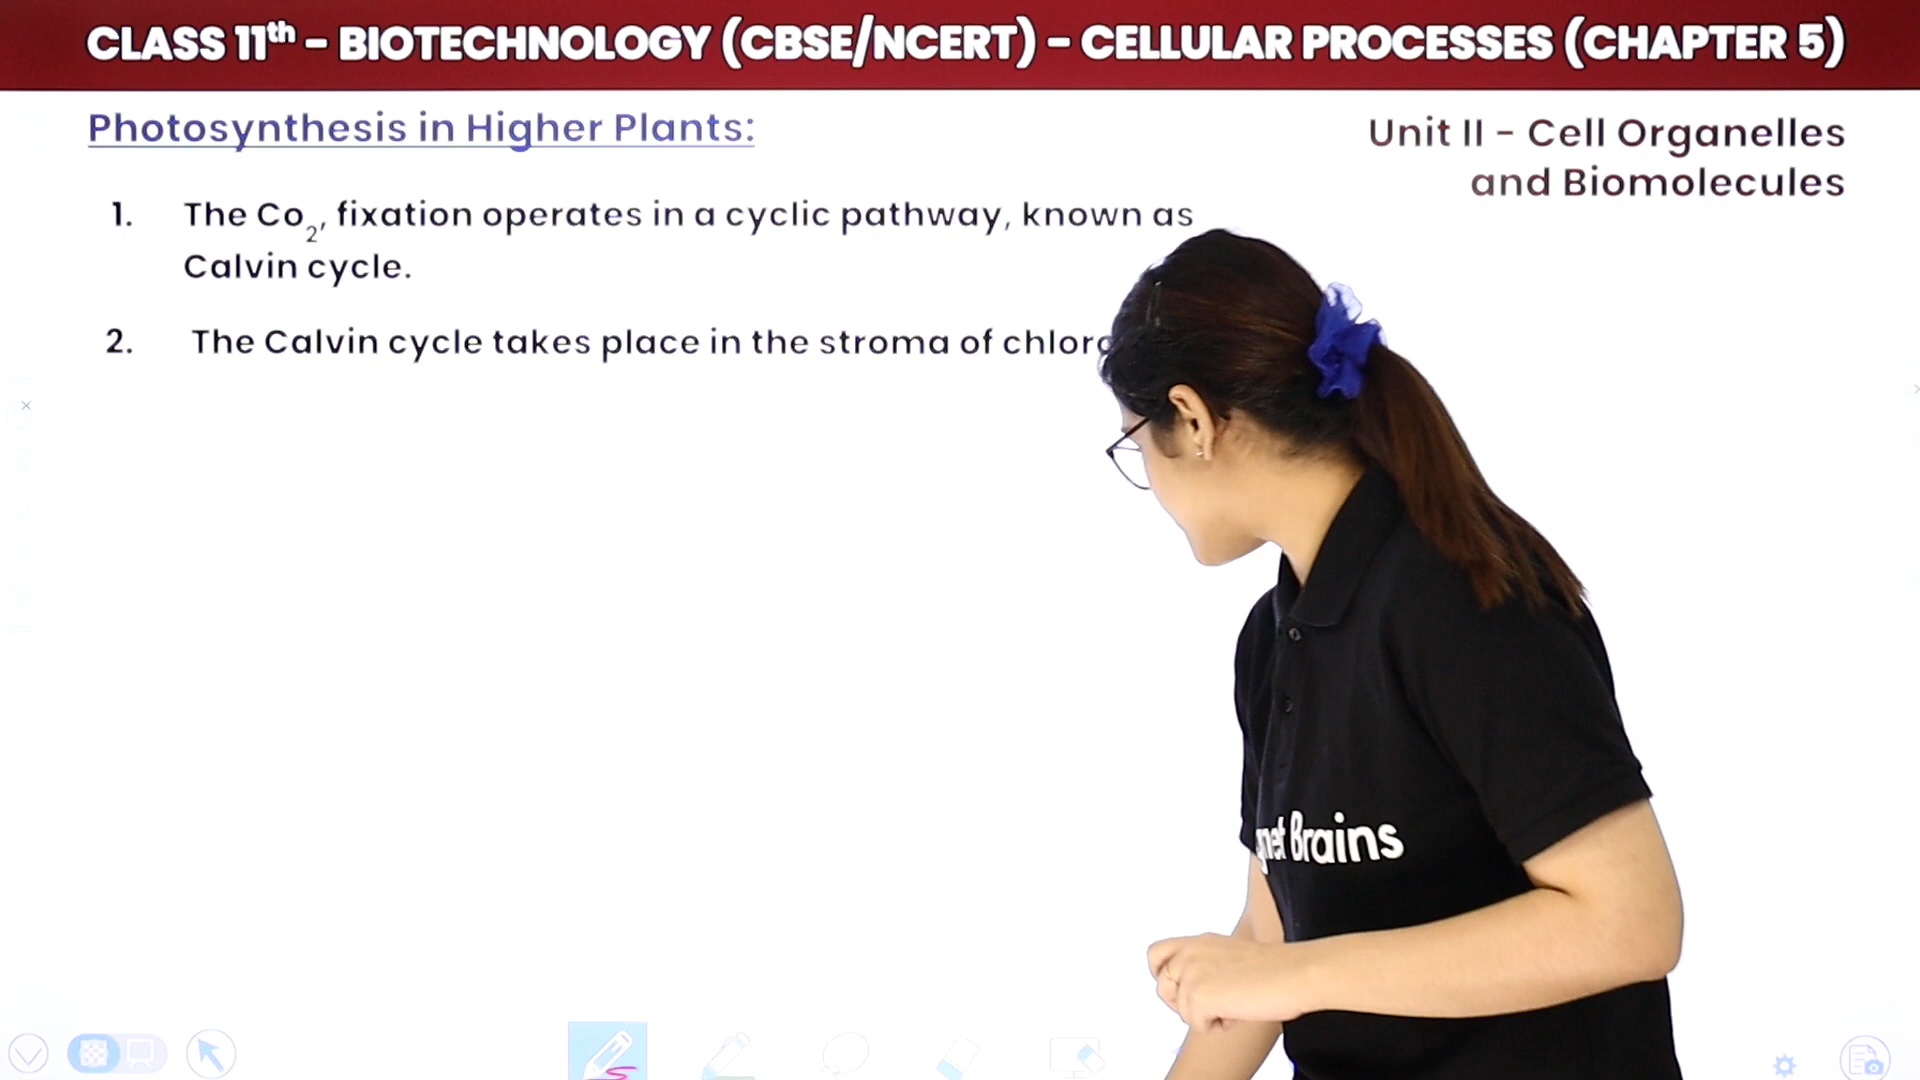 CLASS 11th - BIOTECHNOLOGY (CBSE/NCERT) - CELLULAR PROCESSES (CHAPTER 5)
Photosynthesis in Higher Plants:
Unit II - Cell Organelles
and Biomolecules
1. The Co2, fixation operates in a cyclic pathway, known as
Calvin cycle.
2. The Calvin cycle takes place in the stroma of
Brains